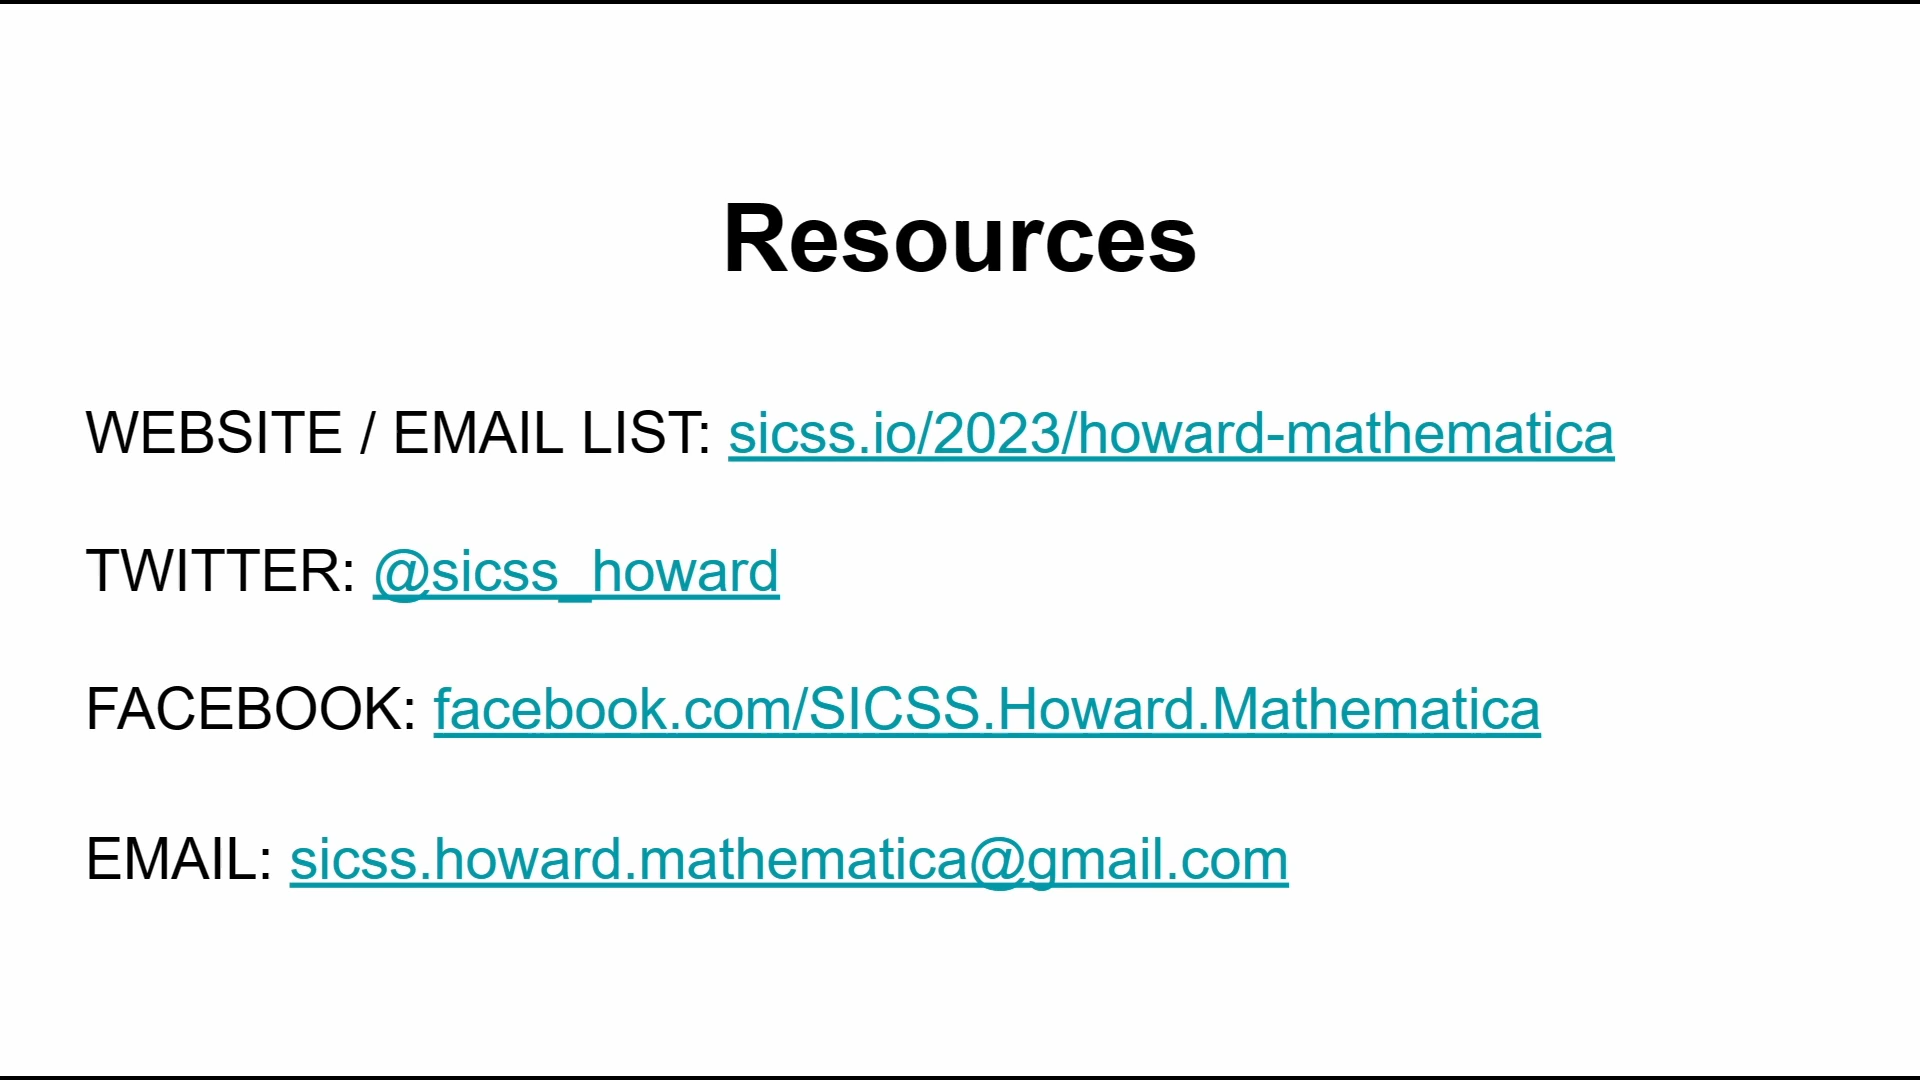 Resources
WEBSITE / EMAIL LIST: sicss.io/2023/howard-mathematica
TWITTER: @sicss_howard
FACEBOOK: facebook.com/SICSS.Howard.Mathematica
EMAIL: sicss.howard.mathematica@gmail.com